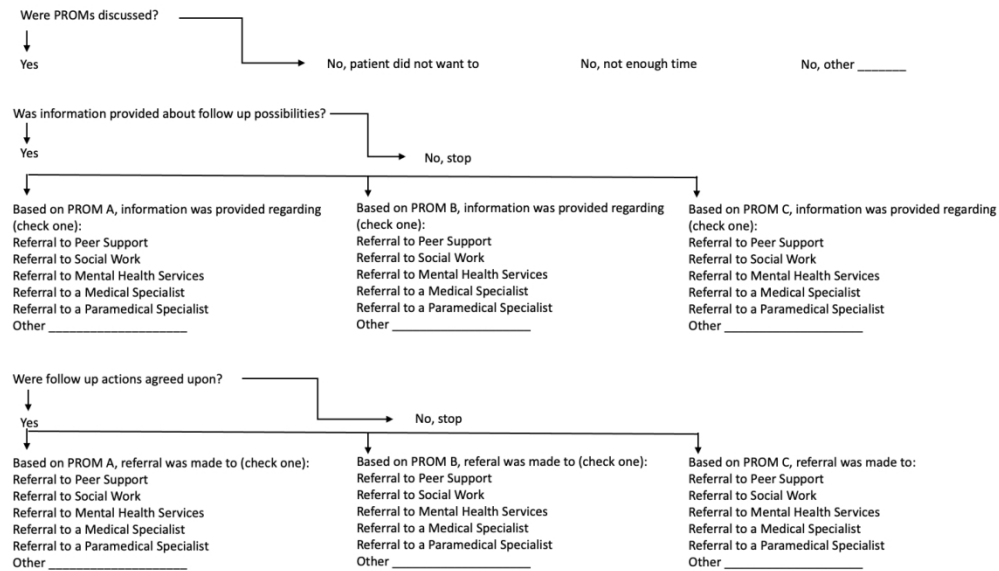 Were PROMs discussed?
Yes
No, patient did not want to
No, not enough time
No, other _______
Was information provided about follow up possibilities?
Yes
No, stop
Based on PROM A, information was provided regarding
(check one):
Referral to Peer Support
Referral to Social Work
Referral to Mental Health Services
Referral to a Medical Specialist
Referral to a Paramedical Specialist
Other ____________________
Based on PROM B, information was provided regarding
(check one):
Referral to Peer Support
Referral to Social Work
Referral to Mental Health Services
Referral to a Medical Specialist
Referral to a Paramedical Specialist
Other ____________________
Based on PROM C, information was provided regarding
(check one):
Referral to Peer Support
Referral to Social Work
Referral to Mental Health Services
Referral to a Medical Specialist
Referral to a Paramedical Specialist
Other ____________________
Were follow up actions agreed upon?
Yes
No, stop
Based on PROM A, referral was made to (check one):
Referral to Peer Support
Referral to Social Work
Referral to Mental Health Services
Referral to a Medical Specialist
Referral to a Paramedical Specialist
Other ____________________
Based on PROM B, referal was made to (check one):
Referral to Peer Support
Referral to Social Work
Referral to Mental Health Services
Referral to a Medical Specialist
Referral to a Paramedical Specialist
Other ____________________
Based on PROM C, referral was made to:
Referral to Peer Support
Referral to Social Work
Referral to Mental Health Services
Referral to a Medical Specialist
Referral to a Paramedical Specialist
Other ____________________